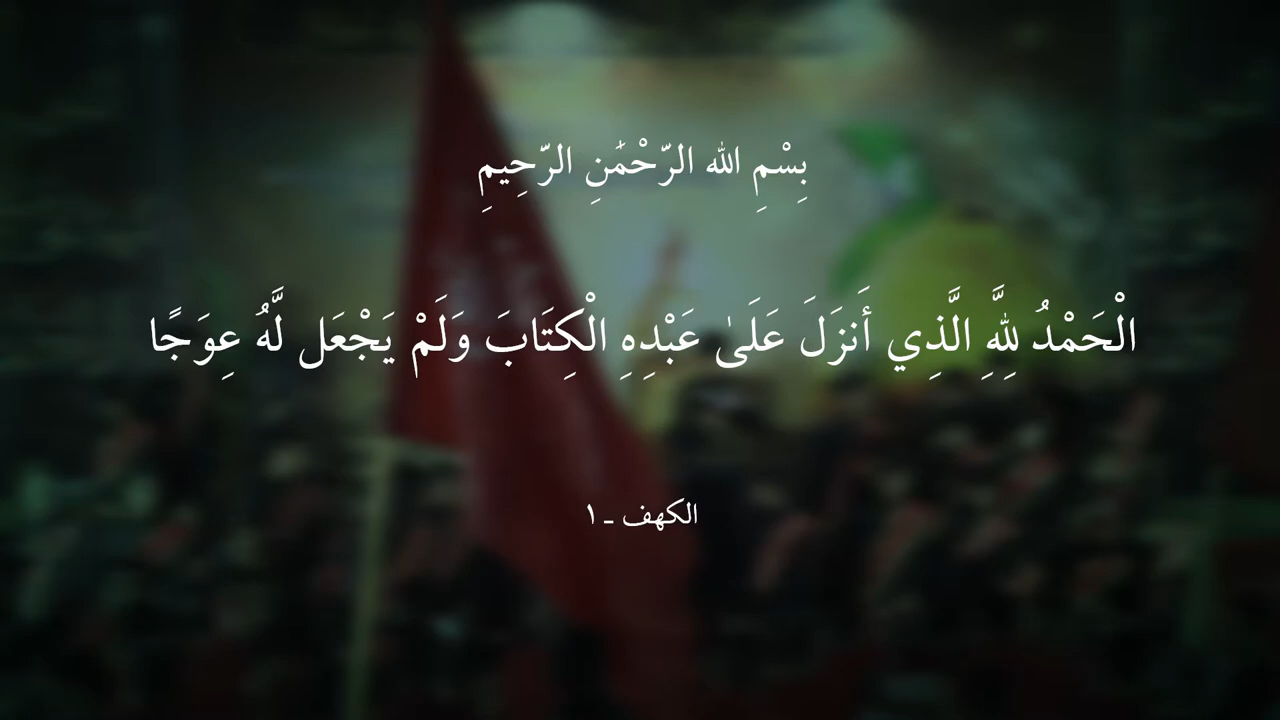 بِسْمِ الله الرّحْمَٰنِ الرّحِيمِ
الْحَمْدُ لِلَّهِ الَّذِي أَنزَلَ عَلَىٰ عَبْدِهِ الْكِتَابَ وَلَمْ يَجْعَل لَّهُ عِوَجًا
الكهف ـ ١